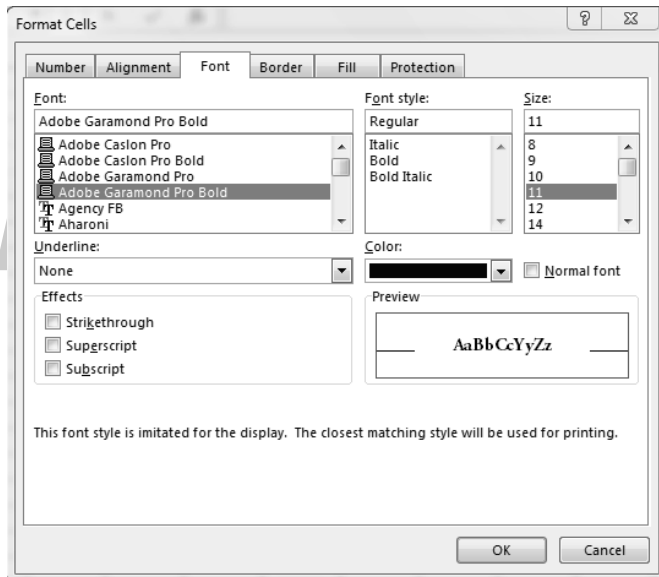 Format Cells
Number Alignment Font Border Fill Protection
Font: Font style: Size:
Adobe Garamond Pro Bold Regular 11
Adobe Caslon Pro Italic 8
Adobe Caslon Pro Bold Bold 9
Adobe Garamond Pro Bold Italic 10
Adobe Garamond Pro Bold 11
Agency FB 12
Aharoni 14
Underline: Color:
None Normal font
Effects Preview
Strikethrough
Superscript AaBbCcYyZz
Subscript
This font style is imitated for the display. The closest matching style will be used for printing.
OK Cancel